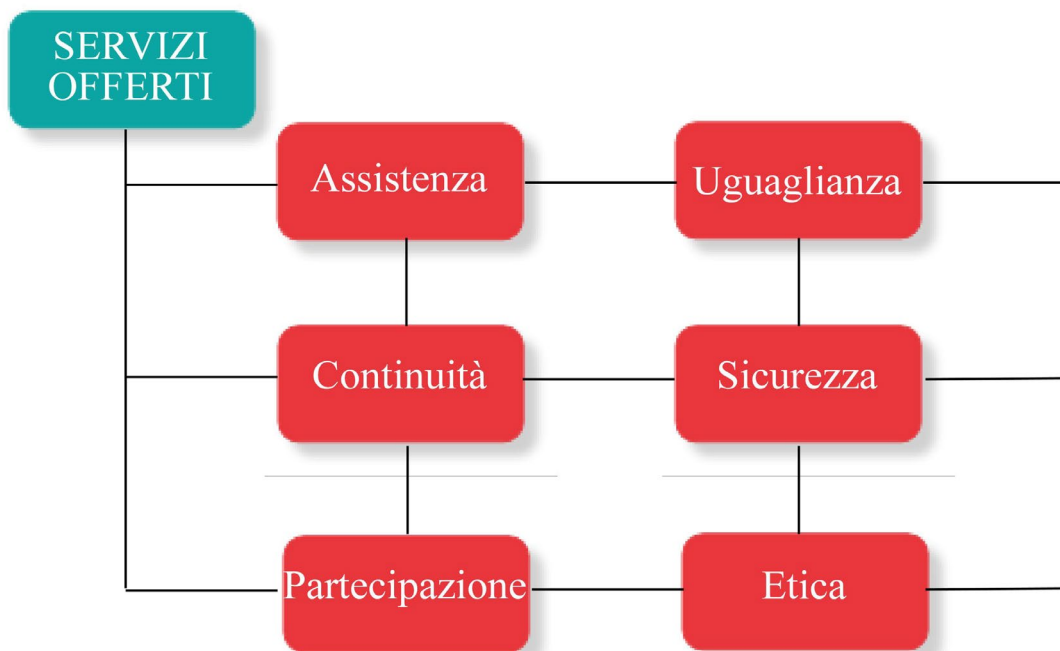 SERVIZI
OFFERTI
Assistenza
Uguaglianza
Continuità
Sicurezza
Partecipazione
Etica